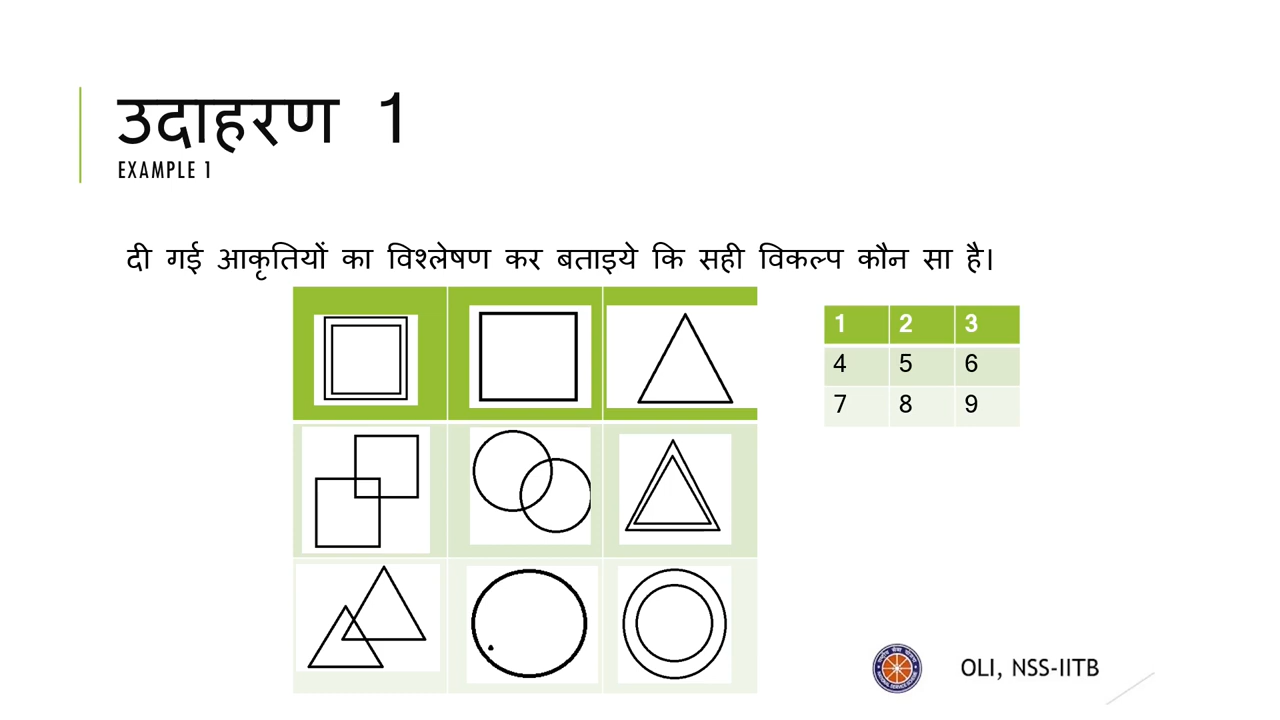 उदाहरण 1
EXAMPLE 1
दी गई आकृतियों का विश्लेषण कर बताइये कि सही विकल्प कौन सा है।
1 2 3
4 5 6
7 8 9
OLI, NSS-IITB